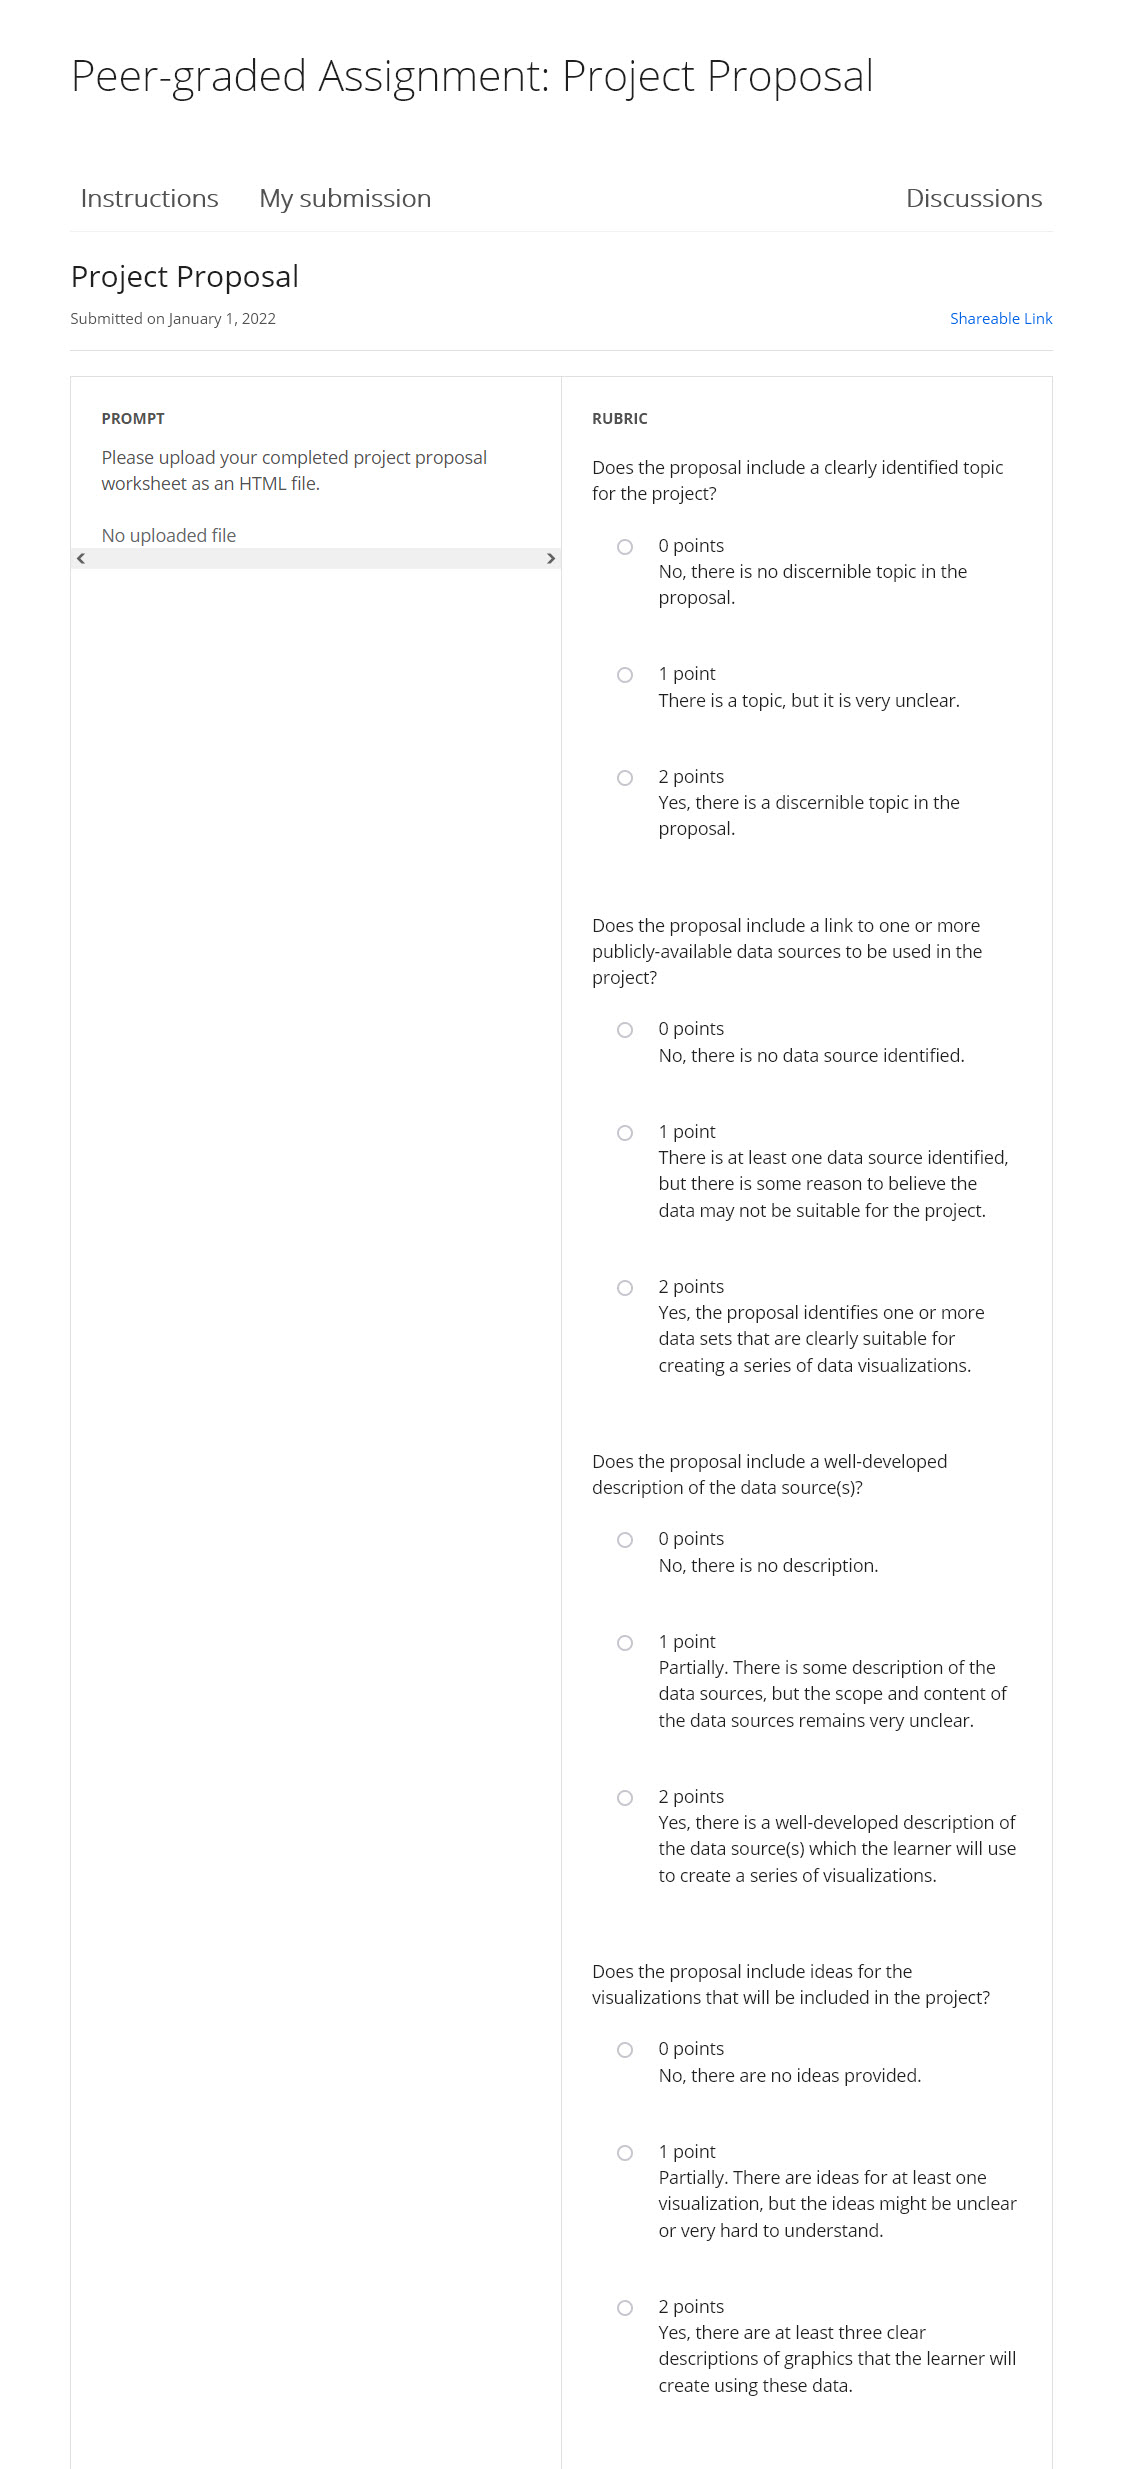 Peer-graded Assignment: Project Proposal
Instructions
My submission
Discussions
Project Proposal
Submitted on January 1, 2022
Shareable Link
PROMPT
Please upload your completed project proposal
worksheet as an HTML file.
No uploaded file
RUBRIC
Does the proposal include a clearly identified topic
for the project?
0 points
No, there is no discernible topic in the
proposal.
1 point
There is a topic, but it is very unclear.
2 points
Yes, there is a discernible topic in the
proposal.
Does the proposal include a link to one or more
publicly-available data sources to be used in the
project?
0 points
No, there is no data source identified.
1 point
There is at least one data source identified,
but there is some reason to believe the
data may not be suitable for the project.
2 points
Yes, the proposal identifies one or more
data sets that are clearly suitable for
creating a series of data visualizations.
Does the proposal include a well-developed
description of the data source(s)?
0 points
No, there is no description.
1 point
Partially. There is some description of the
data sources, but the scope and content of
the data sources remains very unclear.
2 points
Yes, there is a well-developed description of
the data source(s) which the learner will use
to create a series of visualizations.
Does the proposal include ideas for the
visualizations that will be included in the project?
0 points
No, there are no ideas provided.
1 point
Partially. There are ideas for at least one
visualization, but the ideas might be unclear
or very hard to understand.
2 points
Yes, there are at least three clear
descriptions of graphics that the learner will
create using these data.